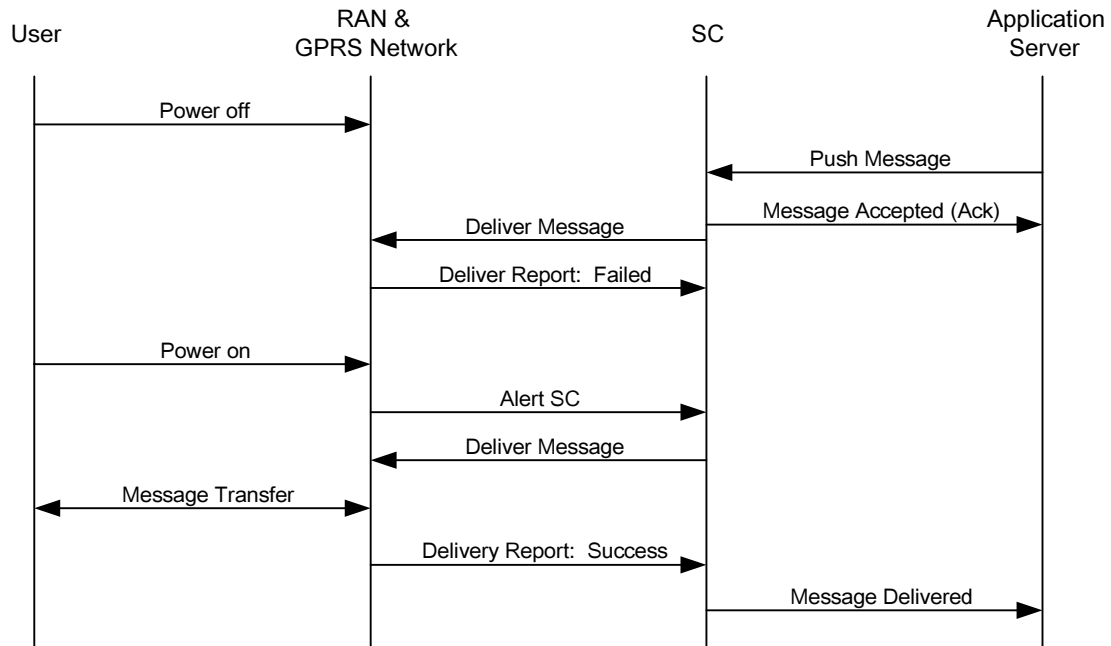 User
RAN &
GPRS Network
SC
Application
Server
Power off
Push Message
Message Accepted (Ack)
Deliver Message
Deliver Report: Failed
Power on
Alert SC
Deliver Message
Message Transfer
Delivery Report: Success
Message Delivered